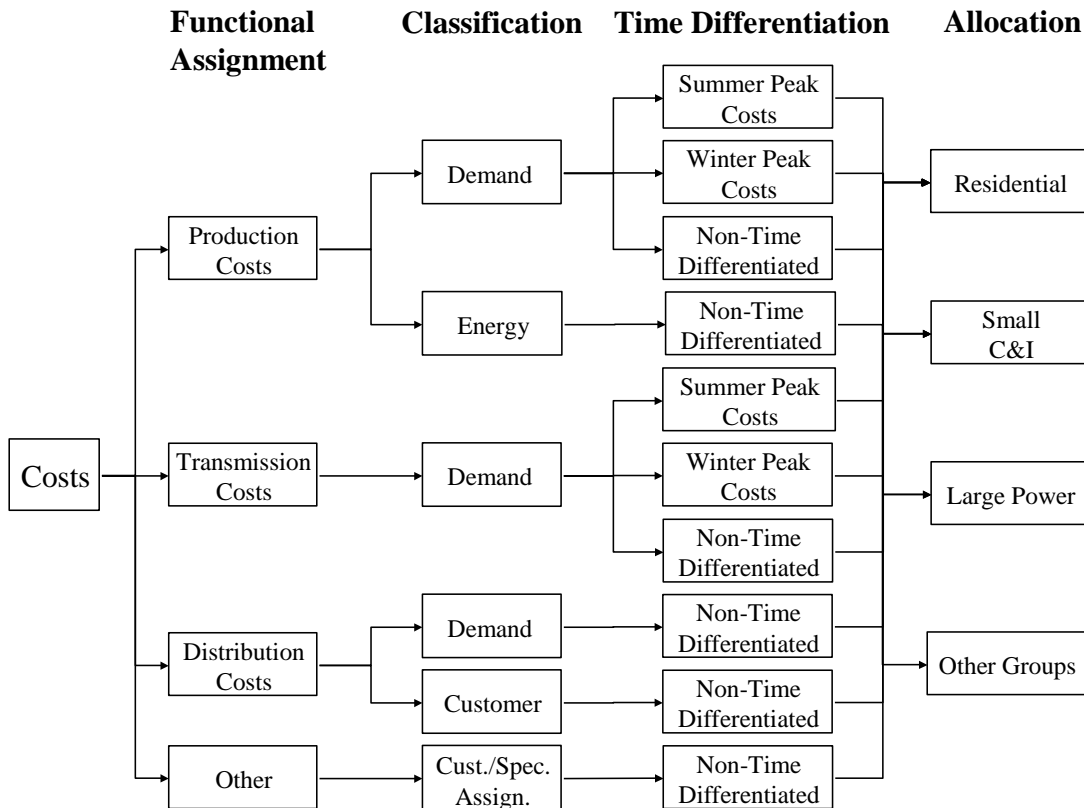 Functional
Assignment
Classification
Time Differentiation
Allocation
Costs
Production
Costs
Transmission
Costs
Distribution
Costs
Other
Demand
Energy
Demand
Demand
Customer
Cust./Spec.
Assign.
Summer Peak
Costs
Winter Peak
Costs
Non-Time
Differentiated
Non-Time
Differentiated
Summer Peak
Costs
Winter Peak
Costs
Non-Time
Differentiated
Non-Time
Differentiated
Non-Time
Differentiated
Non-Time
Differentiated
Residential
Small
C&I
Large Power
Other Groups